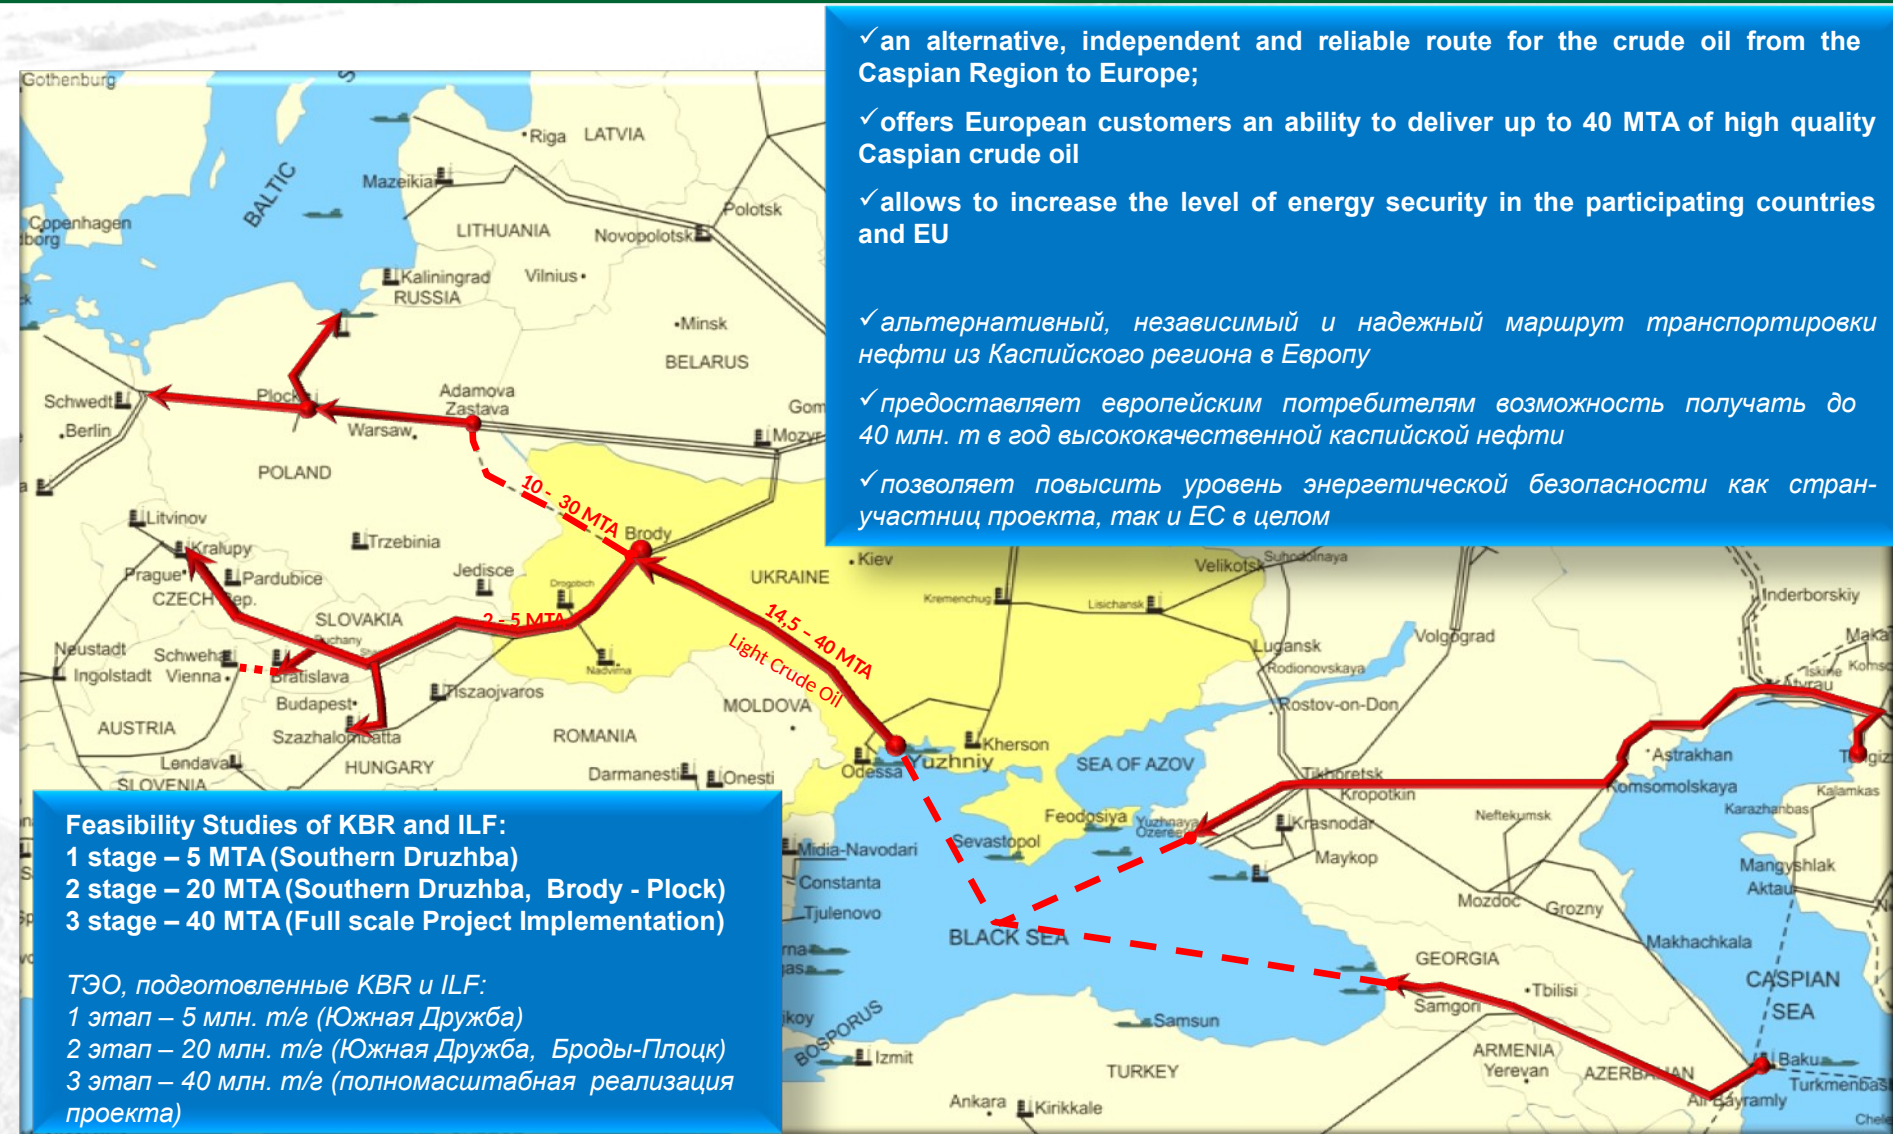 ✓an alternative, independent and reliable route for the crude oil from the
Caspian Region to Europe;
✓offers European customers an ability to deliver up to 40 MTA of high quality
Caspian crude oil
✓allows to increase the level of energy security in the participating countries
and EU
✓альтернативный, независимый и надежный маршрут транспортировки
нефти из Каспийского региона в Европу
✓предоставляет европейским потребителям возможность получать до
40 млн. т в год высококачественной каспийской нефти
✓позволяет повысить уровень энергетической безопасности как стран-
участниц проекта, так и ЕС в целом
Gothenburg
Riga LATVIA
BALTIC
Polotsk
Copenhagen
LITHUANIA
Novopolotsk
Kaliningrad
RUSSIA
Vilnius
Minsk
BELARUS
Schwedt
Plock
Adamova
Zastava
Berlin
Warsaw
Mozyr
POLAND
10 - 30 MTA
Litvinov
Kralupy
Trzebinia
Brody
Kiev
Suhodolnaya
Velikotsk
Prague
Pardubice
Jedisce
Drogobich
UKRAINE
CZECH Rep.
Kremenchug
Lisichansk
Inderborskiy
SLOVAKIA
2 - 5 MTA
14,5 – 40 MTA
Light Crude Oil
Volgograd
Lugansk
Rodionovskaya
Neustadt
Ingolstadt
Vienna
Bratislava
Nadvirna
Tiszaojvaros
Budapest
MOLDOVA
Rostov-on-Don
Iskine
Atyrau
AUSTRIA
Szazhalombatta
ROMANIA
Kherson
Yuzhniy
Odessa
SEA OF AZOV
Astrakhan
Lendava
HUNGARY
Darmanesti
Onesti
Tikhoretsk
Kropotkin
Komsomolskaya
Tengiz
Kalamkas
SLOVENIA
Karazhanbas
Feodosiya
Yuzhnaya
Krasnodar
Neftekumsk
Sevastopol
Midia-Navodari
Maykop
Mangyshlak
Aktau
Constanta
Tjulenovo
Mozdoc
Grozny
BLACK SEA
Makhachkala
GEORGIA
CASPIAN
SEA
Tbilisi
Samgori
BOSPORUS
Samsun
Izmit
ARMENIA
Yerevan
AZERBAIJAN
Baku
TURKEY
Ali Bayramly
Ankara
Kirikkale
Feasibility Studies of KBR and ILF:
1 stage – 5 MTA (Southern Druzhba)
2 stage – 20 MTA (Southern Druzhba, Brody - Plock)
3 stage – 40 MTA (Full scale Project Implementation)
ТЭО, подготовленные KBR и ILF:
1 этап – 5 млн. т/г (Южная Дружба)
2 этап – 20 млн. т/г (Южная Дружба, Броды-Плоцк)
3 этап – 40 млн. т/г (полномасштабная реализация
проекта)